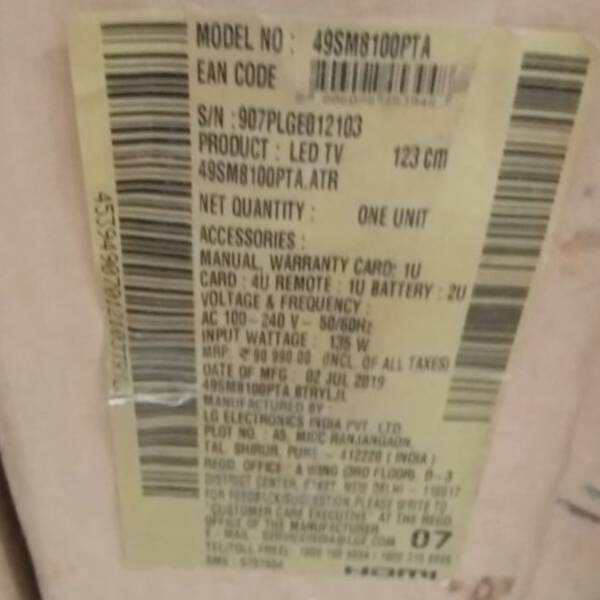 MODEL NO : 49SM8100PTA
EAN CODE
S/N : 907PLGE012103
PRODUCT : LED TV 123 cm
49SM8100PTA.ATR
NET QUANTITY : ONE UNIT
ACCESSORIES :
MANUAL, WARRANTY CARD: 1U
CARD : 4U REMOTE : 1U BATTERY : 2U
VOLTAGE & FREQUENCY :
AC 100-240 V~ 50/60Hz
INPUT WATTAGE : 135 W
MRP ₹ 90 990.00 (INCL. OF ALL TAXES)
DATE OF MFG : 02 JUL 2019
49SM8100PTA BTRYLJL
MANUFACTURED BY :
LG ELECTRONICS INDIA PVT. LTD.
PLOT NO. : A5, MIDC RANJANGAON
TAL. SHIRUR, PUNE - 412220 ( INDIA )
REGD. OFFICE : A WING (3RD FLOOR), D-3
DISTRICT CENTER, NEW DELHI - 110017
FOR FEEDBACK/SUGGESTION PLEASE WRITE TO
"CUSTOMER CARE EXECUTIVE" AT THE REGD.
OFFICE OF THE MANUFACTURER
E - MAIL : 07
TEL(TOLL FREE)
HDMI